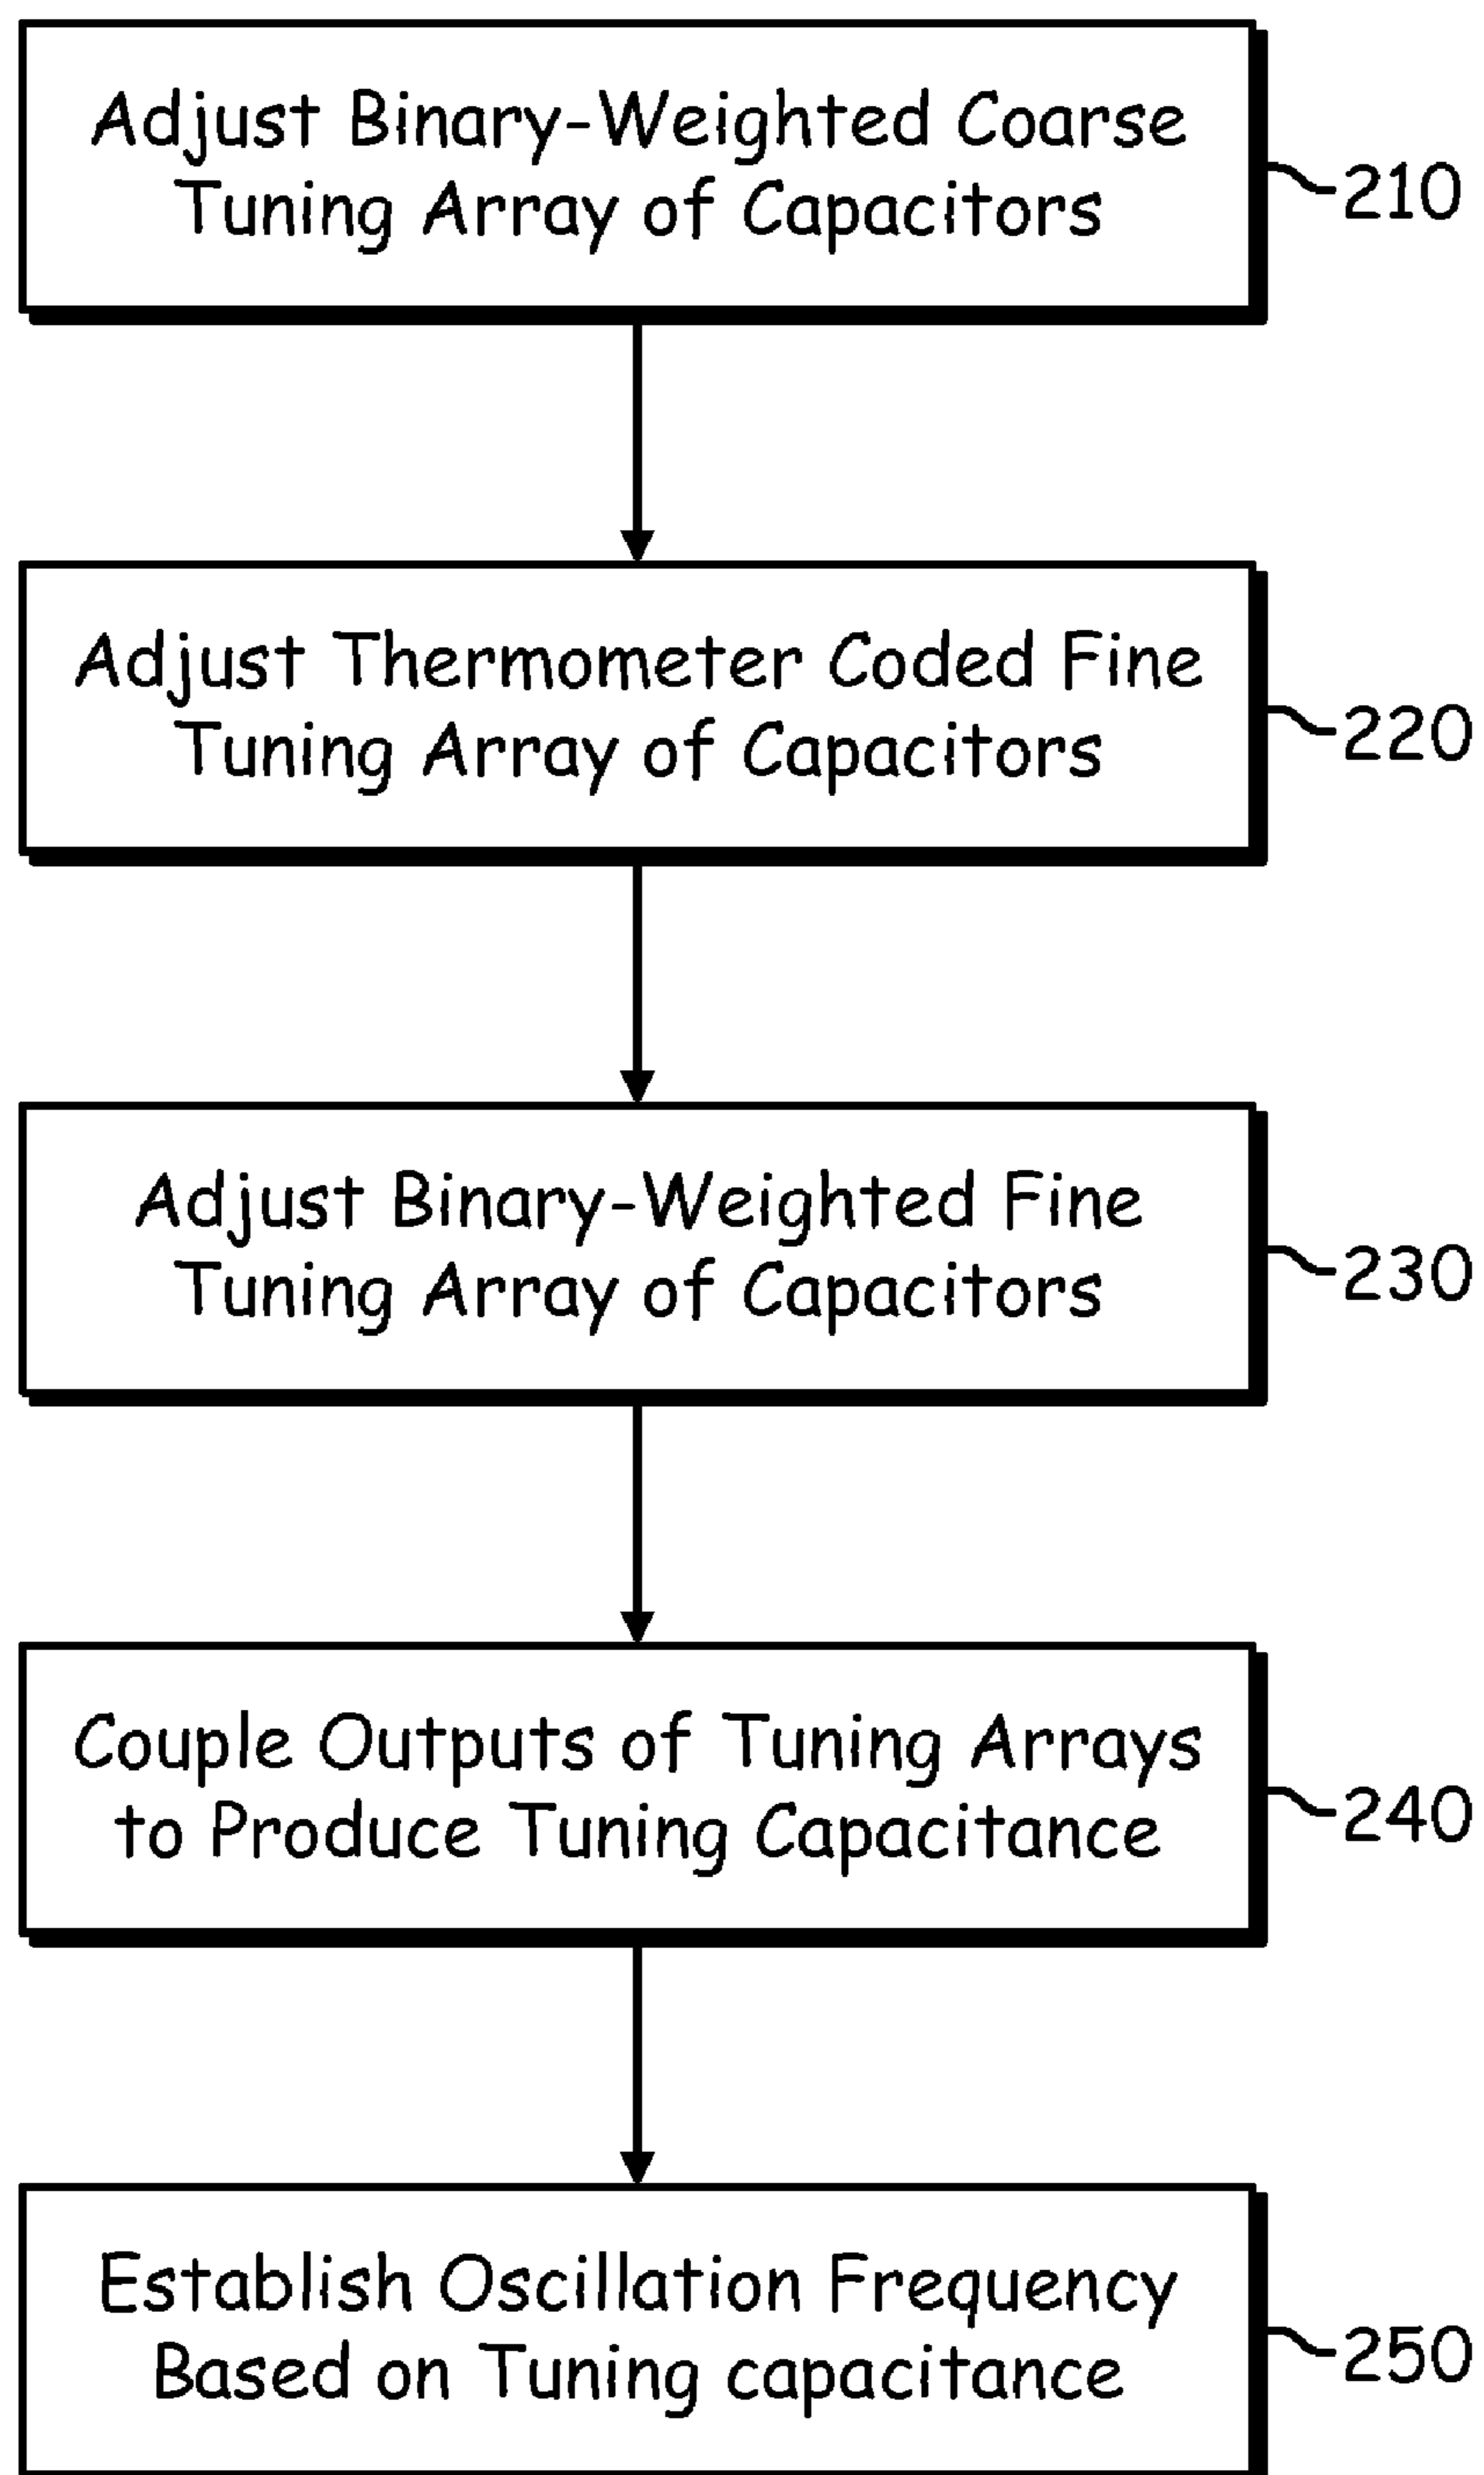 Adjust Binary-Weighted Coarse
Tuning Array of Capacitors
210
Adjust Thermometer Coded Fine
Tuning Array of Capacitors
220
Adjust Binary-Weighted Fine
Tuning Array of Capacitors
230
Couple Outputs of Tuning Arrays
to Produce Tuning Capacitance
240
Establish Oscillation Frequency
Based on Tuning capacitance
250